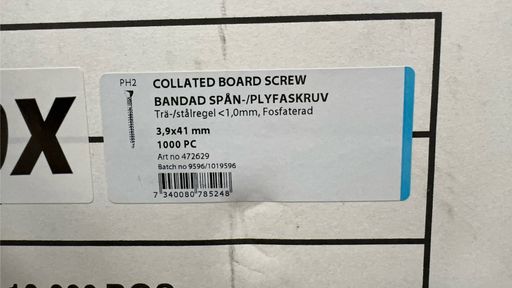 PH2
COLLATED BOARD SCREW
BANDAD SPÅN-/PLYFASKRUV
Trä-/stålregel <1,0mm, Fosfaterad
3,9x41 mm
1000 PC
Art no 472629
Batch no 9596/1019596
7 340080 785248
X